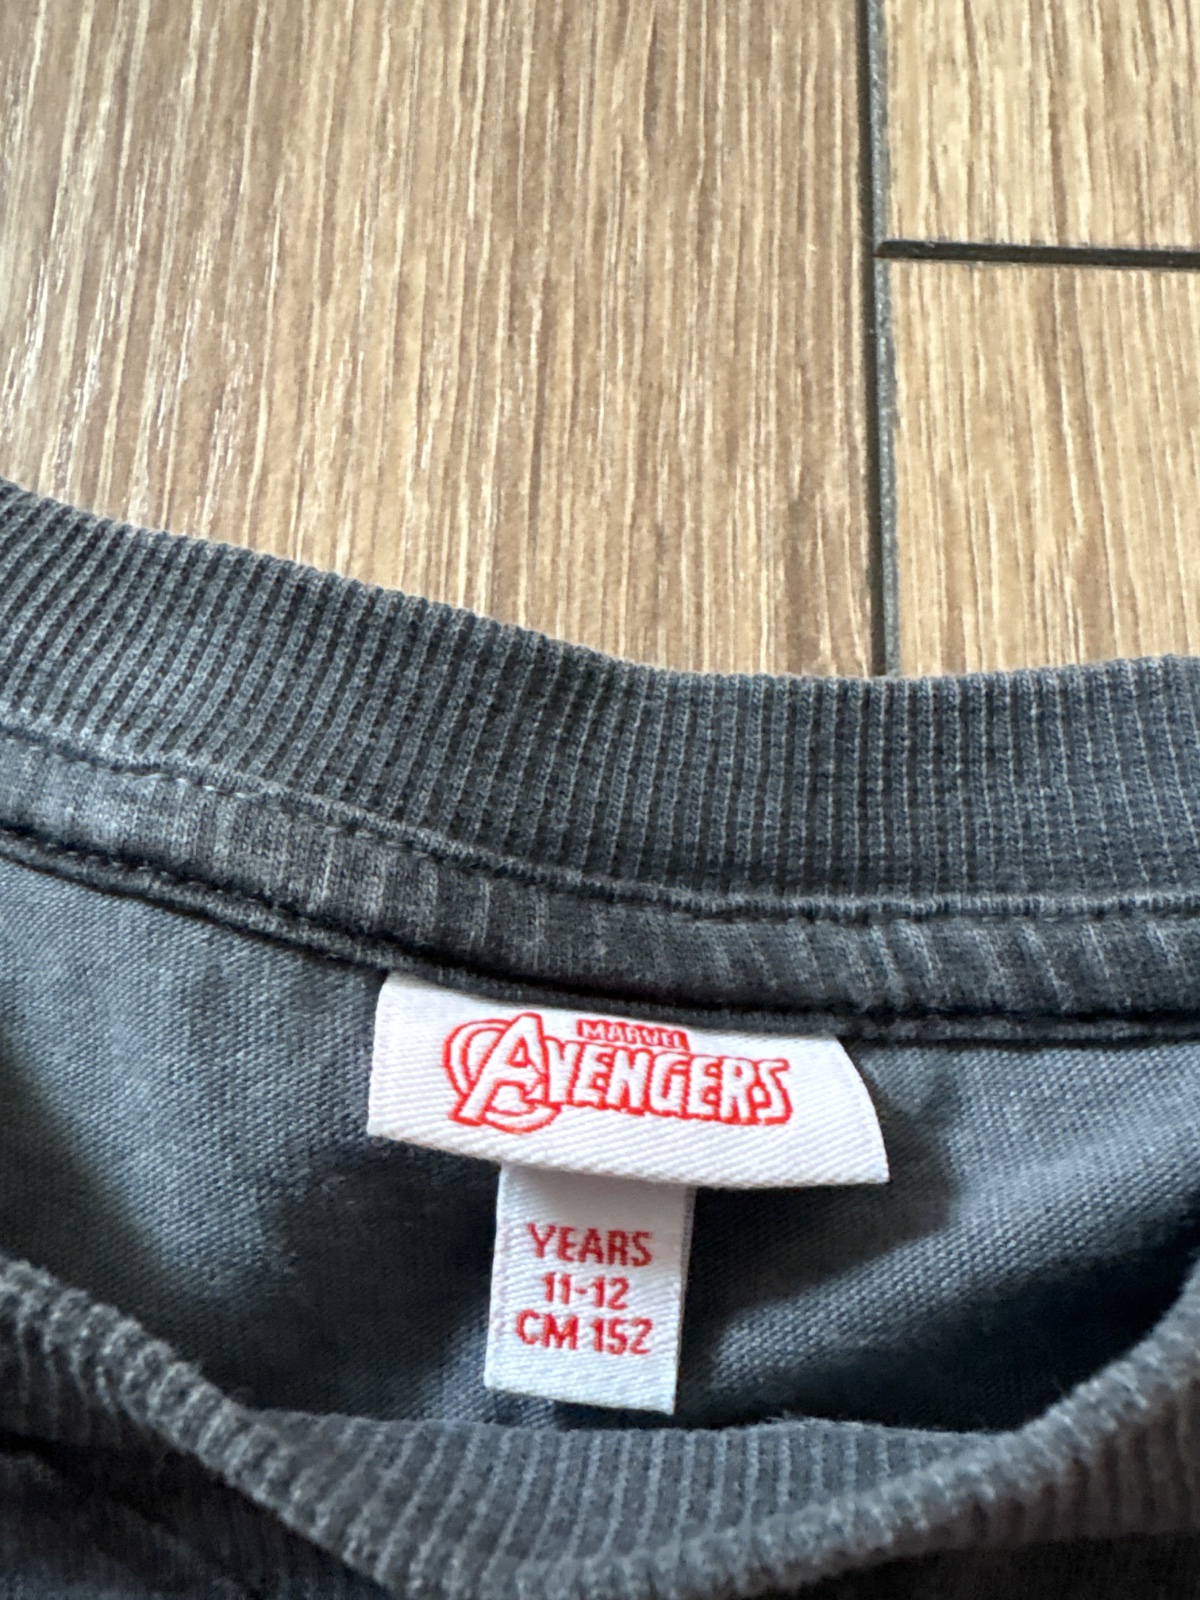 MARVEL
AVENGERS
YEARS
11-12
CM 152